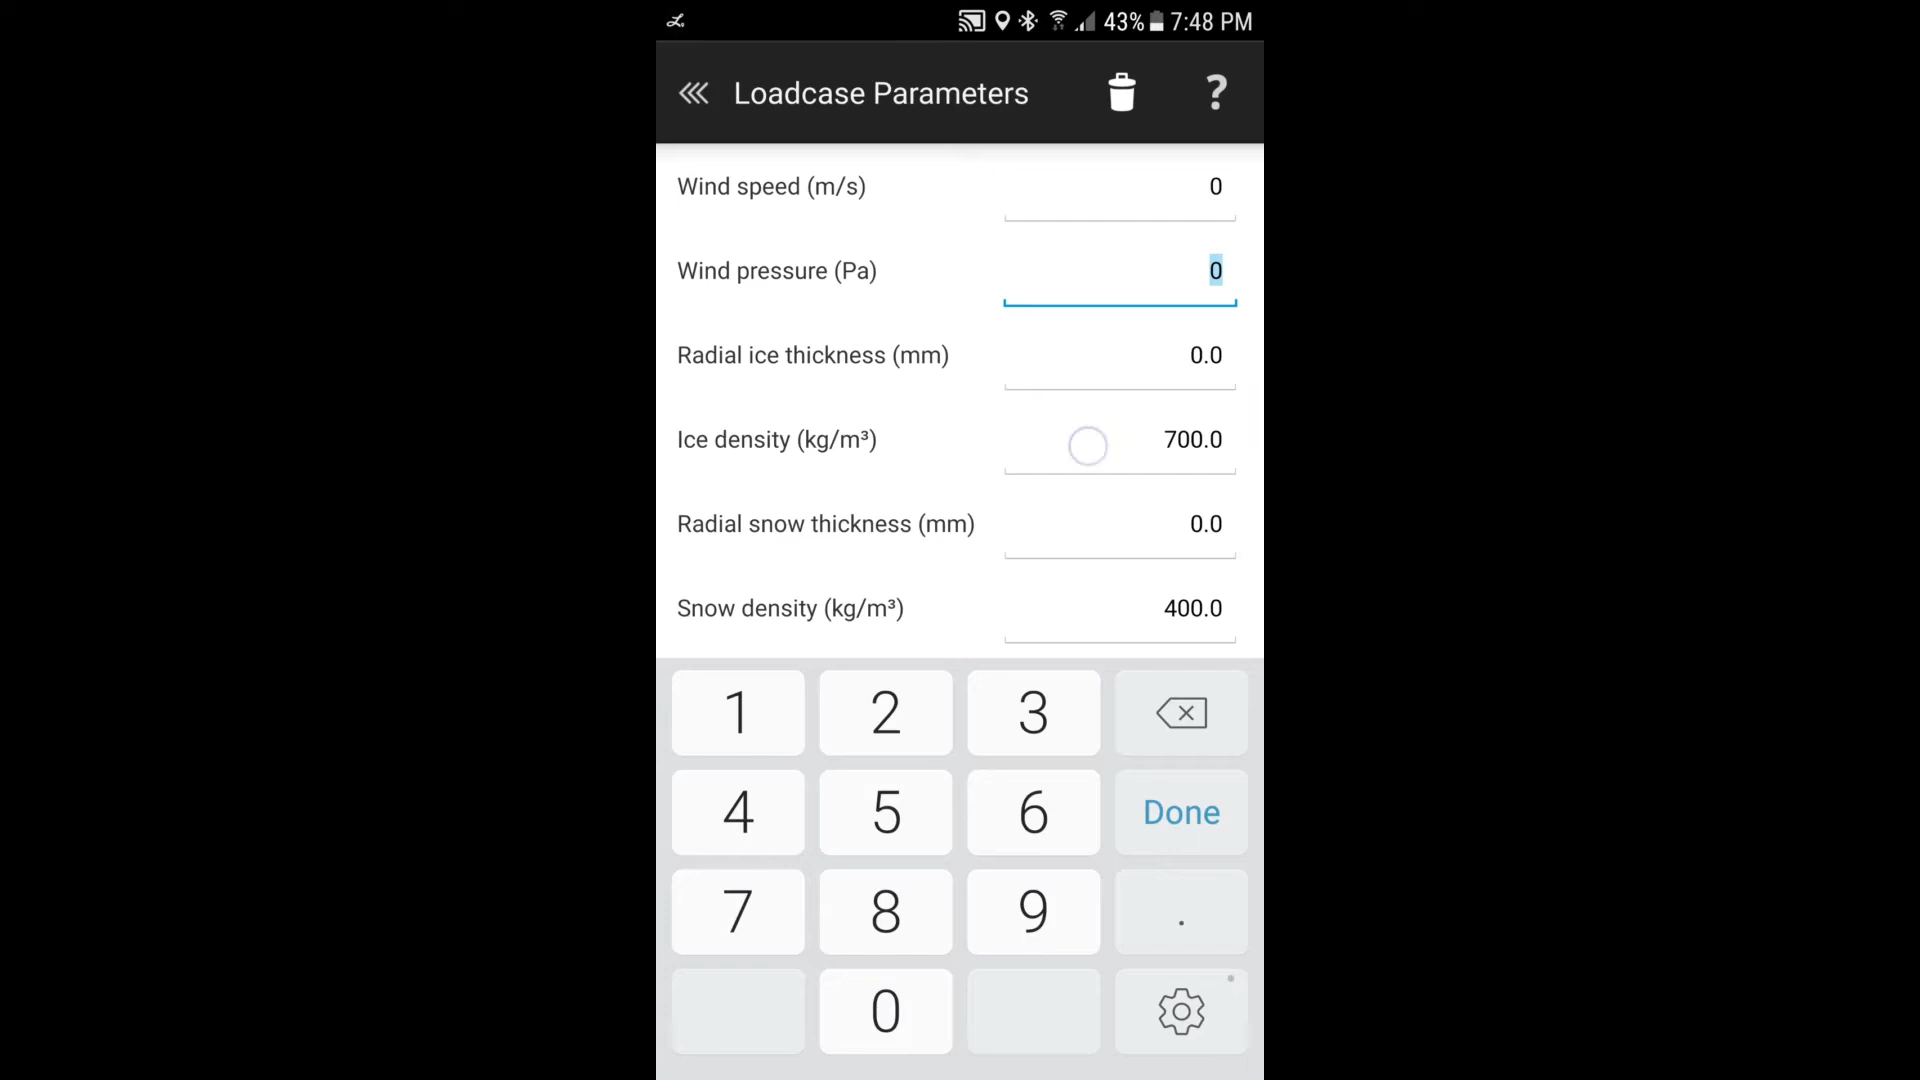 43% 7:48 PM
Loadcase Parameters ?
Wind speed (m/s) 0
Wind pressure (Pa) 0
Radial ice thickness (mm) 0.0
Ice density (kg/m³) 700.0
Radial snow thickness (mm) 0.0
Snow density (kg/m³) 400.0
1 2 3
4 5 6 Done
7 8 9 .
0